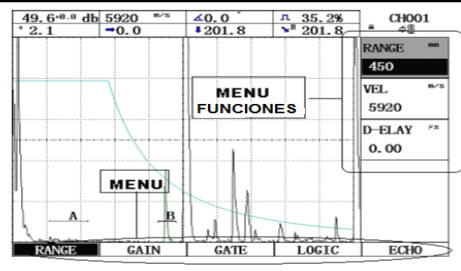 49.6+0.0 db 5920 m/s ∠0.0 ° 35.2% CH001
* 2.1 →0.0 201.8 201.8
RANGE mm
450
VEL m/s
5920
D-ELAY µs
0.00
MENU
FUNCIONES
MENU
A
B
RANGE GAIN GATE LOGIC ECHO